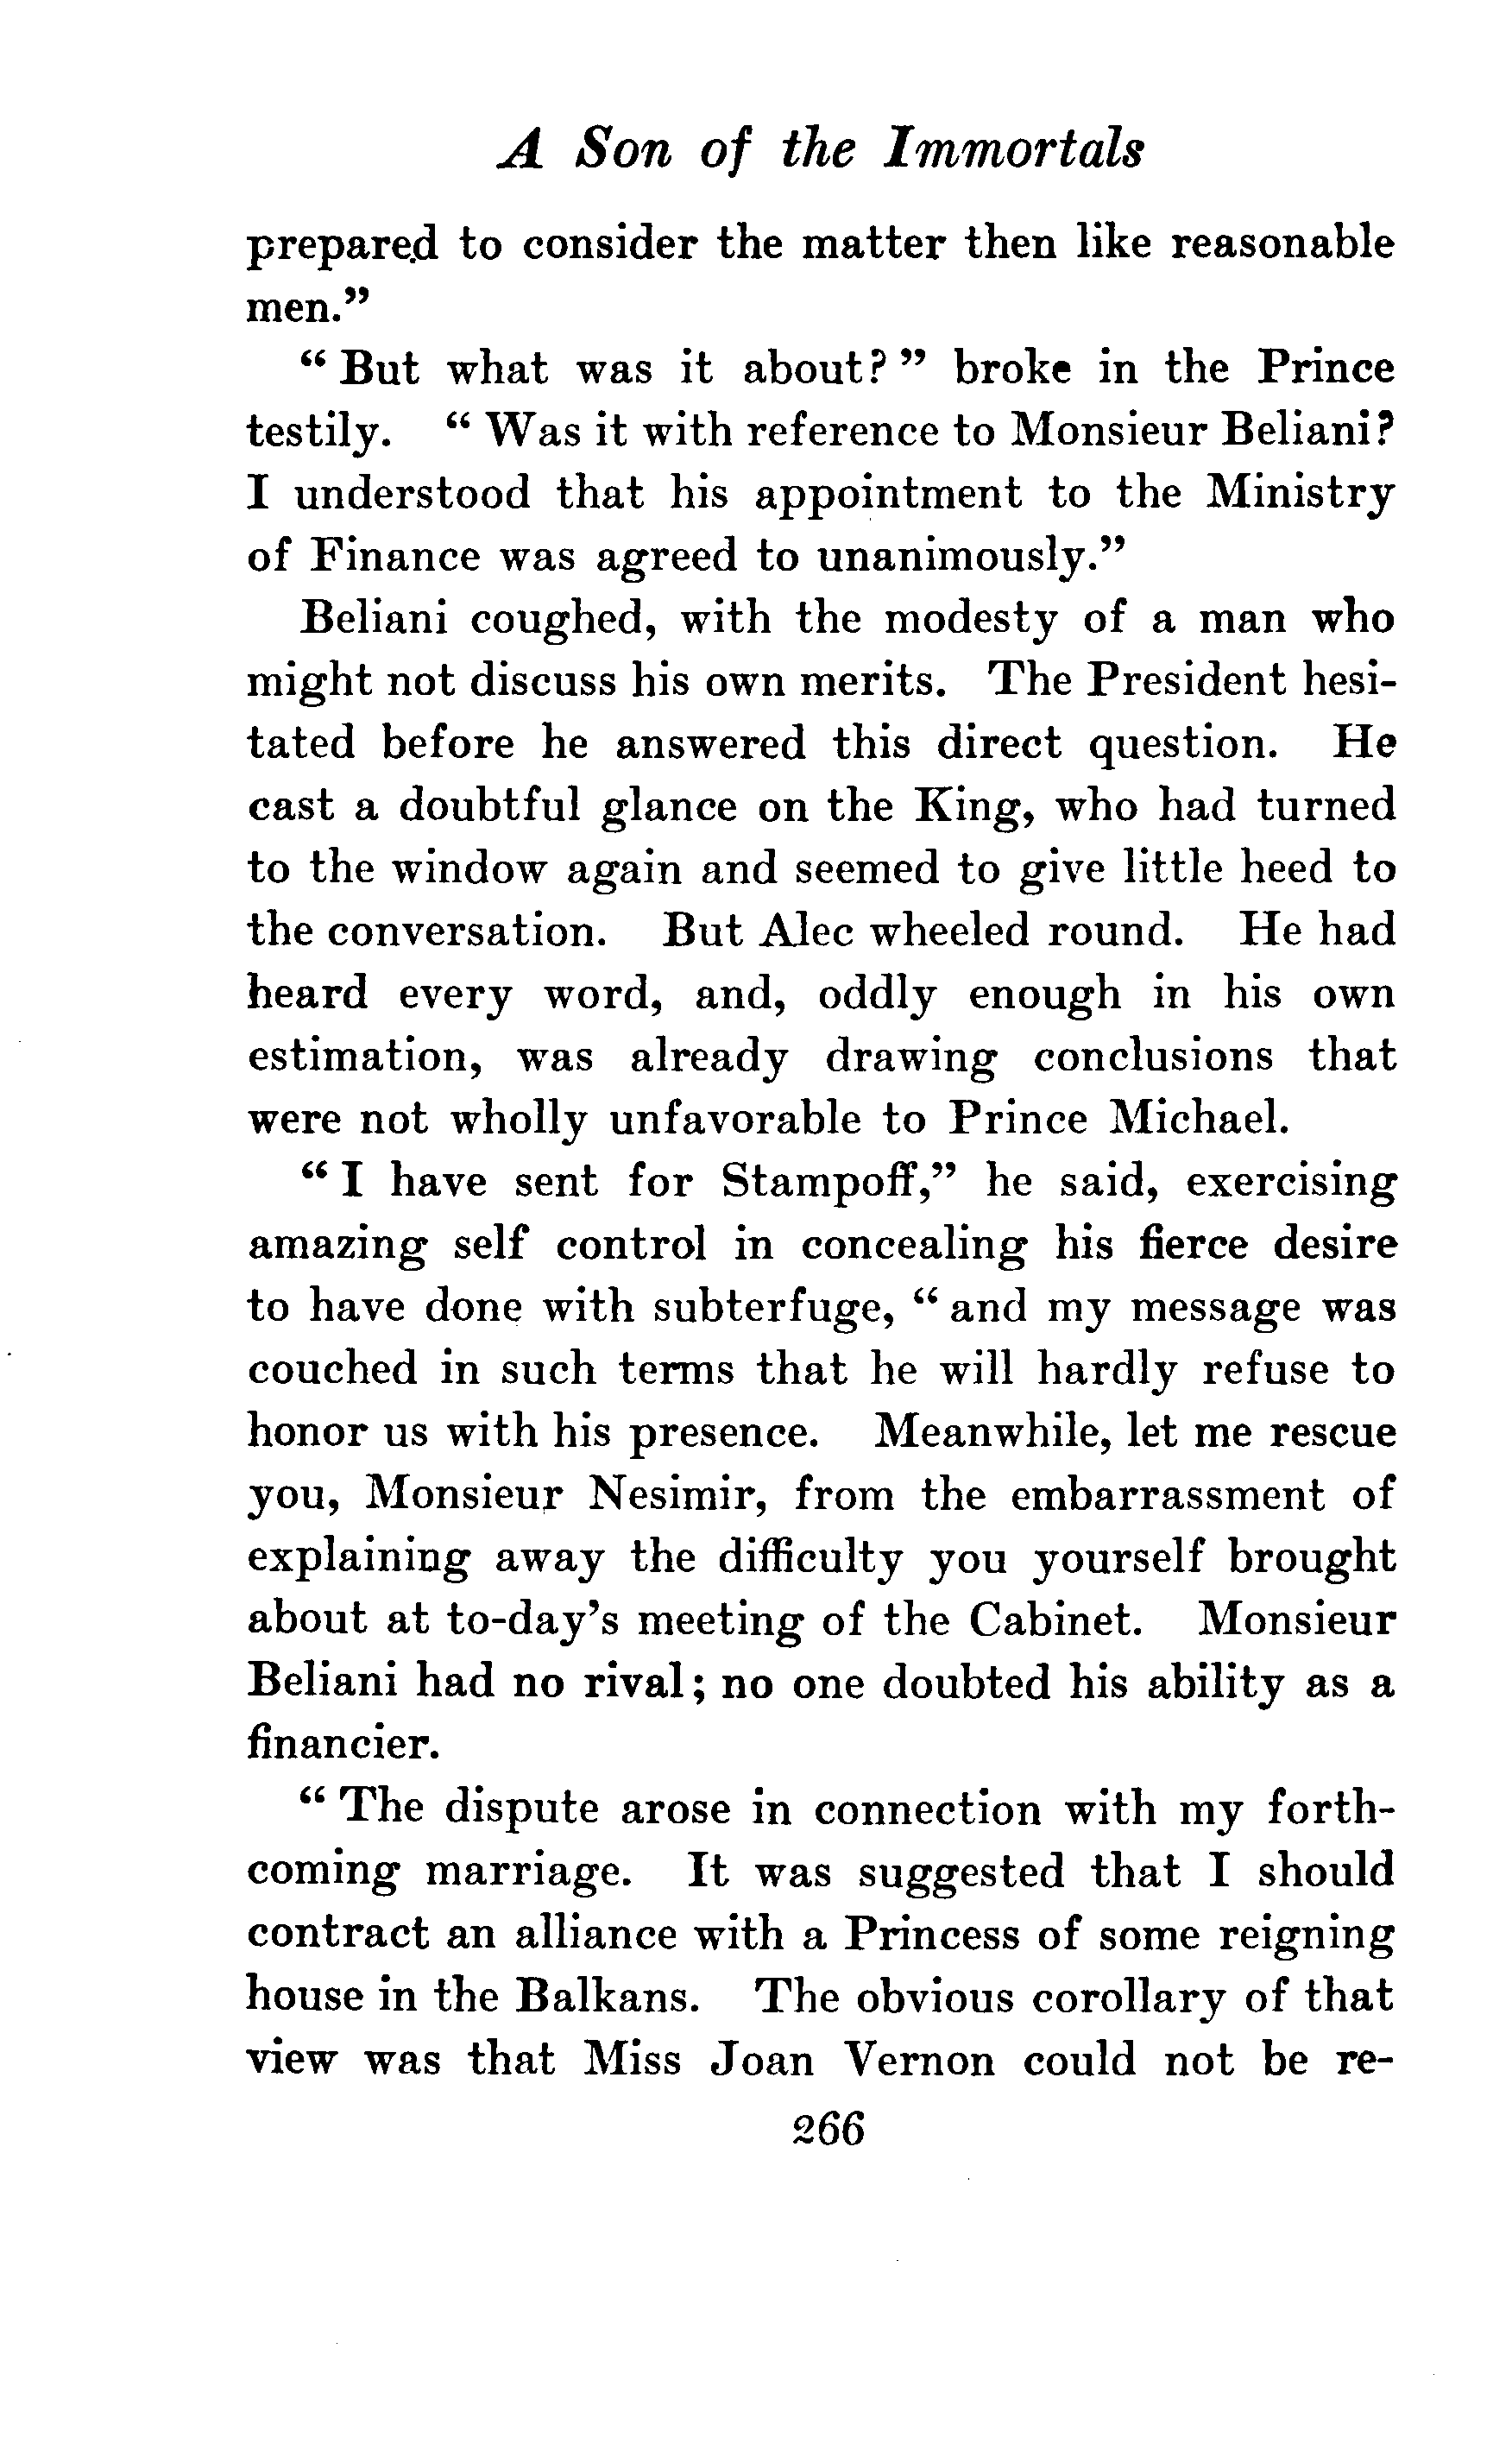 A Son of the Immortals
prepared to consider the matter then like reasonable
men."
"But what was it about?" broke in the Prince
testily. "Was it with reference to Monsieur Beliani?
I understood that his appointment to the Ministry
of Finance was agreed to unanimously."
Beliani coughed, with the modesty of a man who
might not discuss his own merits. The President hesi-
tated before he answered this direct question. He
cast a doubtful glance on the King, who had turned
to the window again and seemed to give little heed to
the conversation. But Alec wheeled round. He had
heard every word, and, oddly enough in his own
estimation, was already drawing conclusions that
were not wholly unfavorable to Prince Michael.
"I have sent for Stampoff," he said, exercising
amazing self control in concealing his fierce desire
to have done with subterfuge, "and my message was
couched in such terms that he will hardly refuse to
honor us with his presence. Meanwhile, let me rescue
you, Monsieur Nesimir, from the embarrassment of
explaining away the difficulty you yourself brought
about at to-day's meeting of the Cabinet. Monsieur
Beliani had no rival; no one doubted his ability as a
financier.
"The dispute arose in connection with my forth-
coming marriage. It was suggested that I should
contract an alliance with a Princess of some reigning
house in the Balkans. The obvious corollary of that
view was that Miss Joan Vernon could not be re-
266